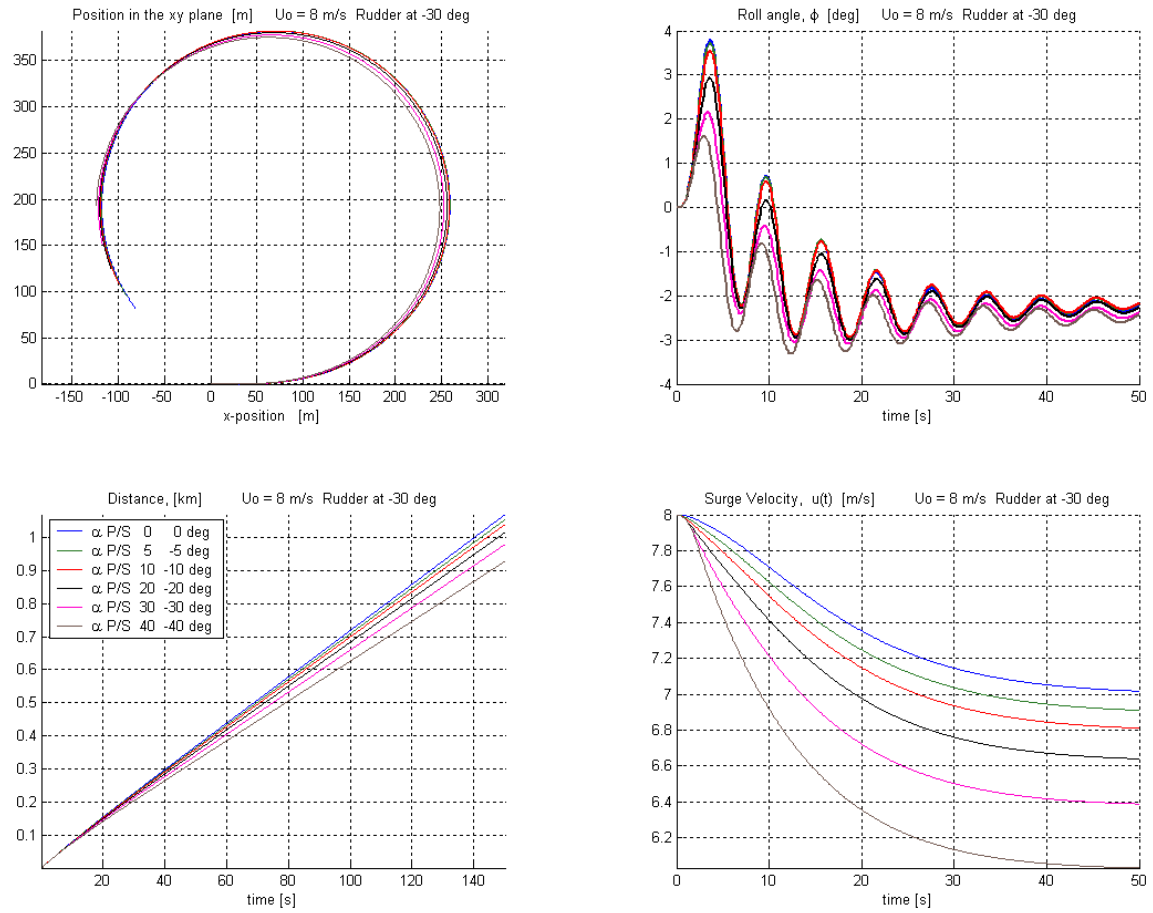 Position in the xy plane [m] Uo = 8 m/s Rudder at -30 deg
350
300
250
200
150
100
50
0
-150 -100 -50 0 50 100 150 200 250 300
x-position [m]
Roll angle, ϕ [deg] Uo = 8 m/s Rudder at -30 deg
4
3
2
1
0
-1
-2
-3
-4
0 10 20 30 40 50
time [s]
Distance, [km] Uo = 8 m/s Rudder at -30 deg
α P/S 0 0 deg
α P/S 5 -5 deg
α P/S 10 -10 deg
α P/S 20 -20 deg
α P/S 30 -30 deg
α P/S 40 -40 deg
1
0.9
0.8
0.7
0.6
0.5
0.4
0.3
0.2
0.1
20 40 60 80 100 120 140
time [s]
Surge Velocity, u(t) [m/s] Uo = 8 m/s Rudder at -30 deg
8
7.8
7.6
7.4
7.2
7
6.8
6.6
6.4
6.2
0 10 20 30 40 50
time [s]